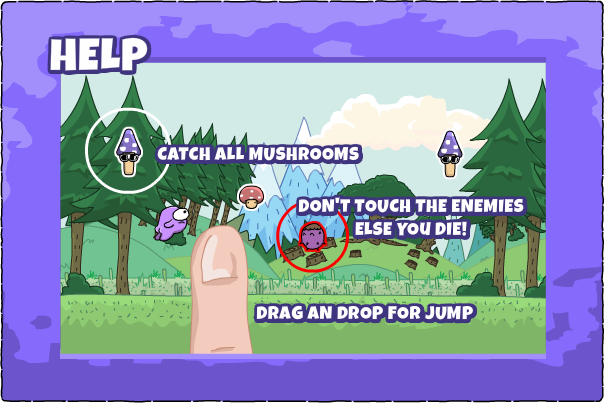 HELP
CATCH ALL MUSHROOMS
DON'T TOUCH THE ENEMIES
ELSE YOU DIE!
DRAG AN DROP FOR JUMP